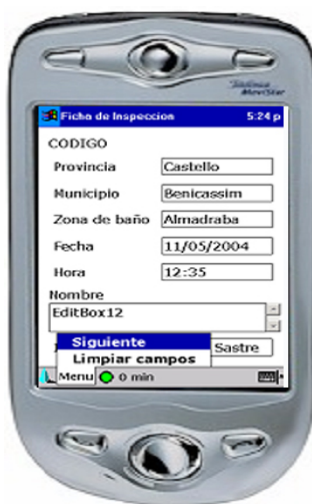 Telefonica
MoviStar
Ficha de Inspeccion 5:24 p
CODIGO
Provincia Castello
Municipio Benicassim
Zona de baño Almadraba
Fecha 11/05/2004
Hora 12:35
Nombre
EditBox12
Siguiente
Limpiar campos
Sastre
Menu 0 min